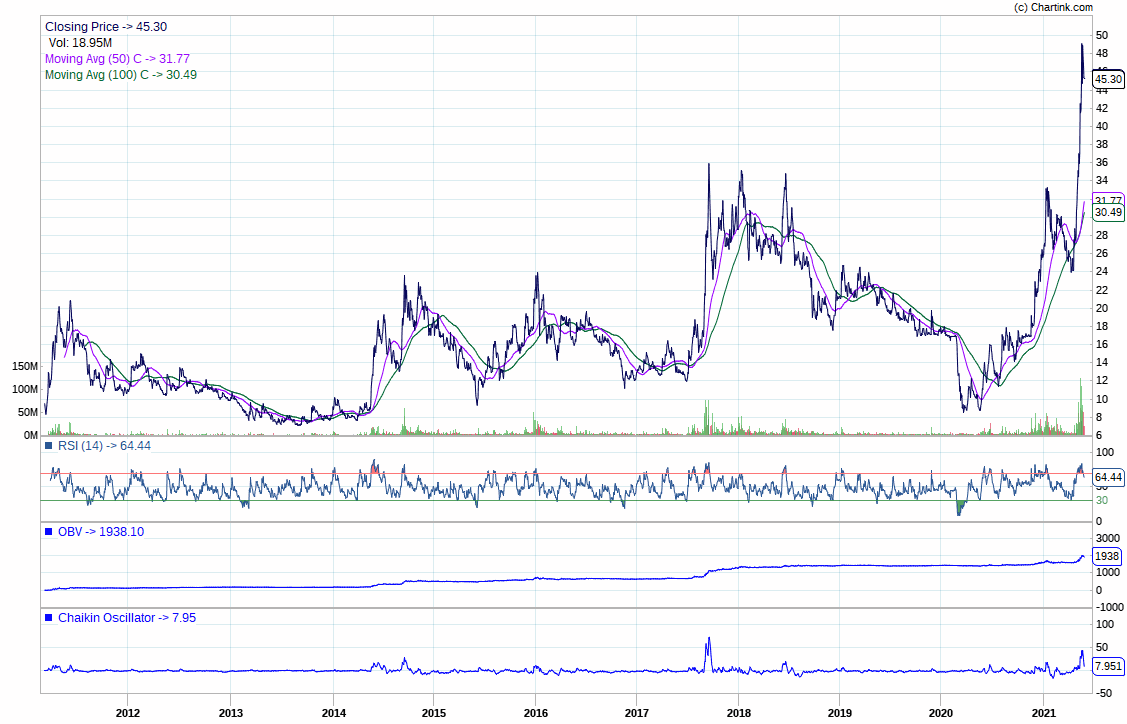 (c) Chartink.com
Closing Price -> 45.30
Vol: 18.95M
Moving Avg (50) C -> 31.77
Moving Avg (100) C -> 30.49
50
48
45.30
44
42
40
38
36
34
31.77
30.49
28
26
24
22
20
18
16
14
12
10
8
6
150M
100M
50M
0M
RSI (14) -> 64.44
100
64.44
30
0
OBV -> 1938.10
3000
1938
1000
0
-1000
Chaikin Oscillator -> 7.95
100
50
7.951
-50
2012 2013 2014 2015 2016 2017 2018 2019 2020 2021